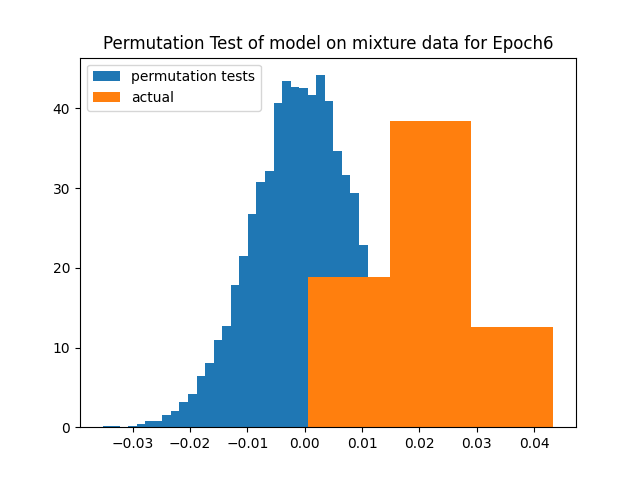 Permutation Test of model on mixture data for Epoch6
permutation tests
actual
40
30
20
10
0
−0.03 −0.02 −0.01 0.00 0.01 0.02 0.03 0.04